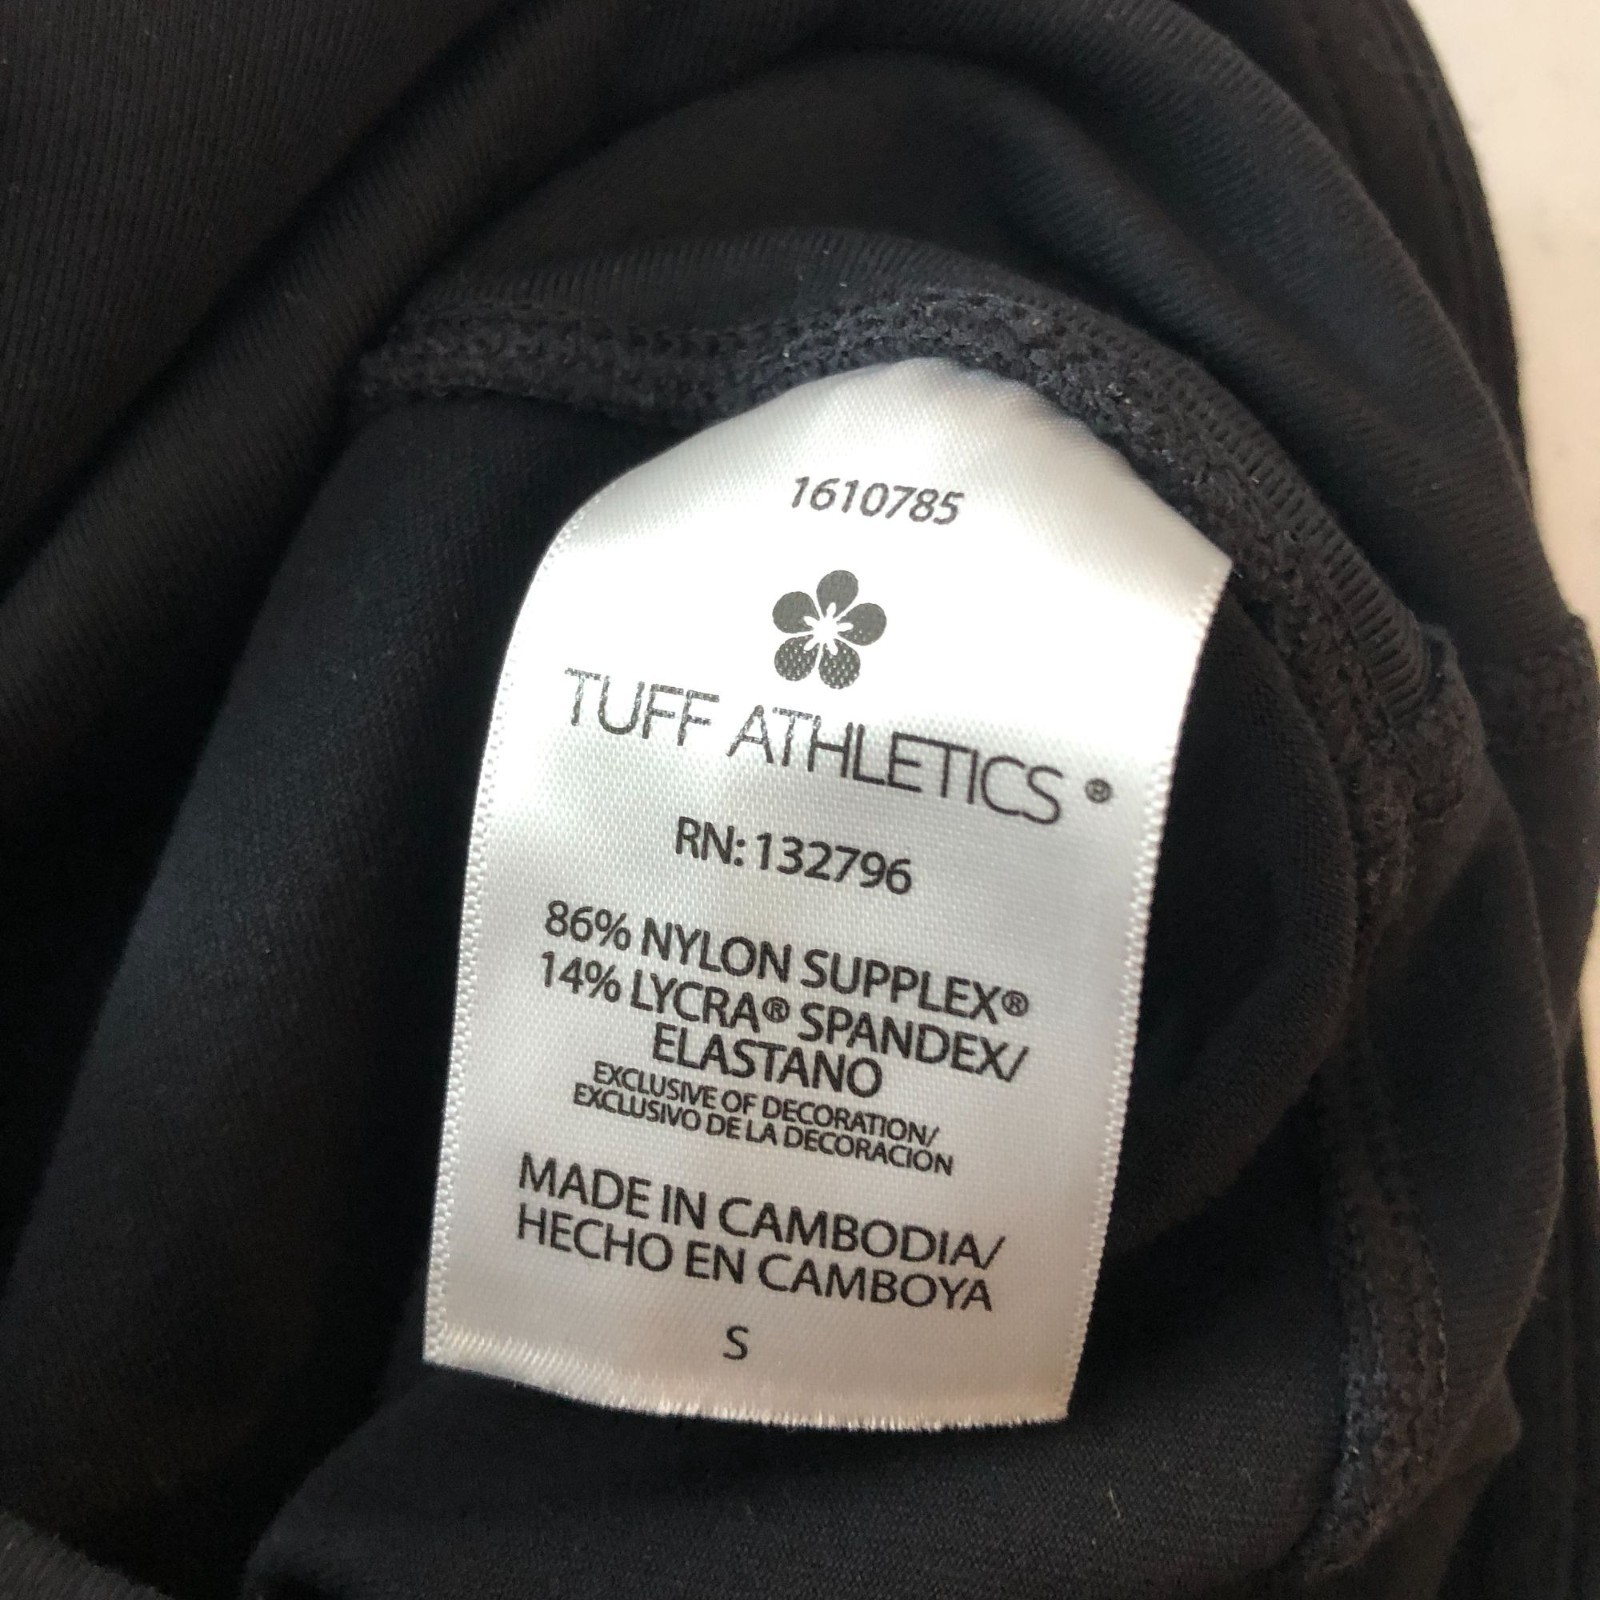 1610785
TUFF ATHLETICS ®
RN: 132796
86% NYLON SUPPLEX®
14% LYCRA® SPANDEX/
ELASTANO
EXCLUSIVE OF DECORATION/
EXCLUSIVO DE LA DECORACION
MADE IN CAMBODIA/
HECHO EN CAMBOYA
S